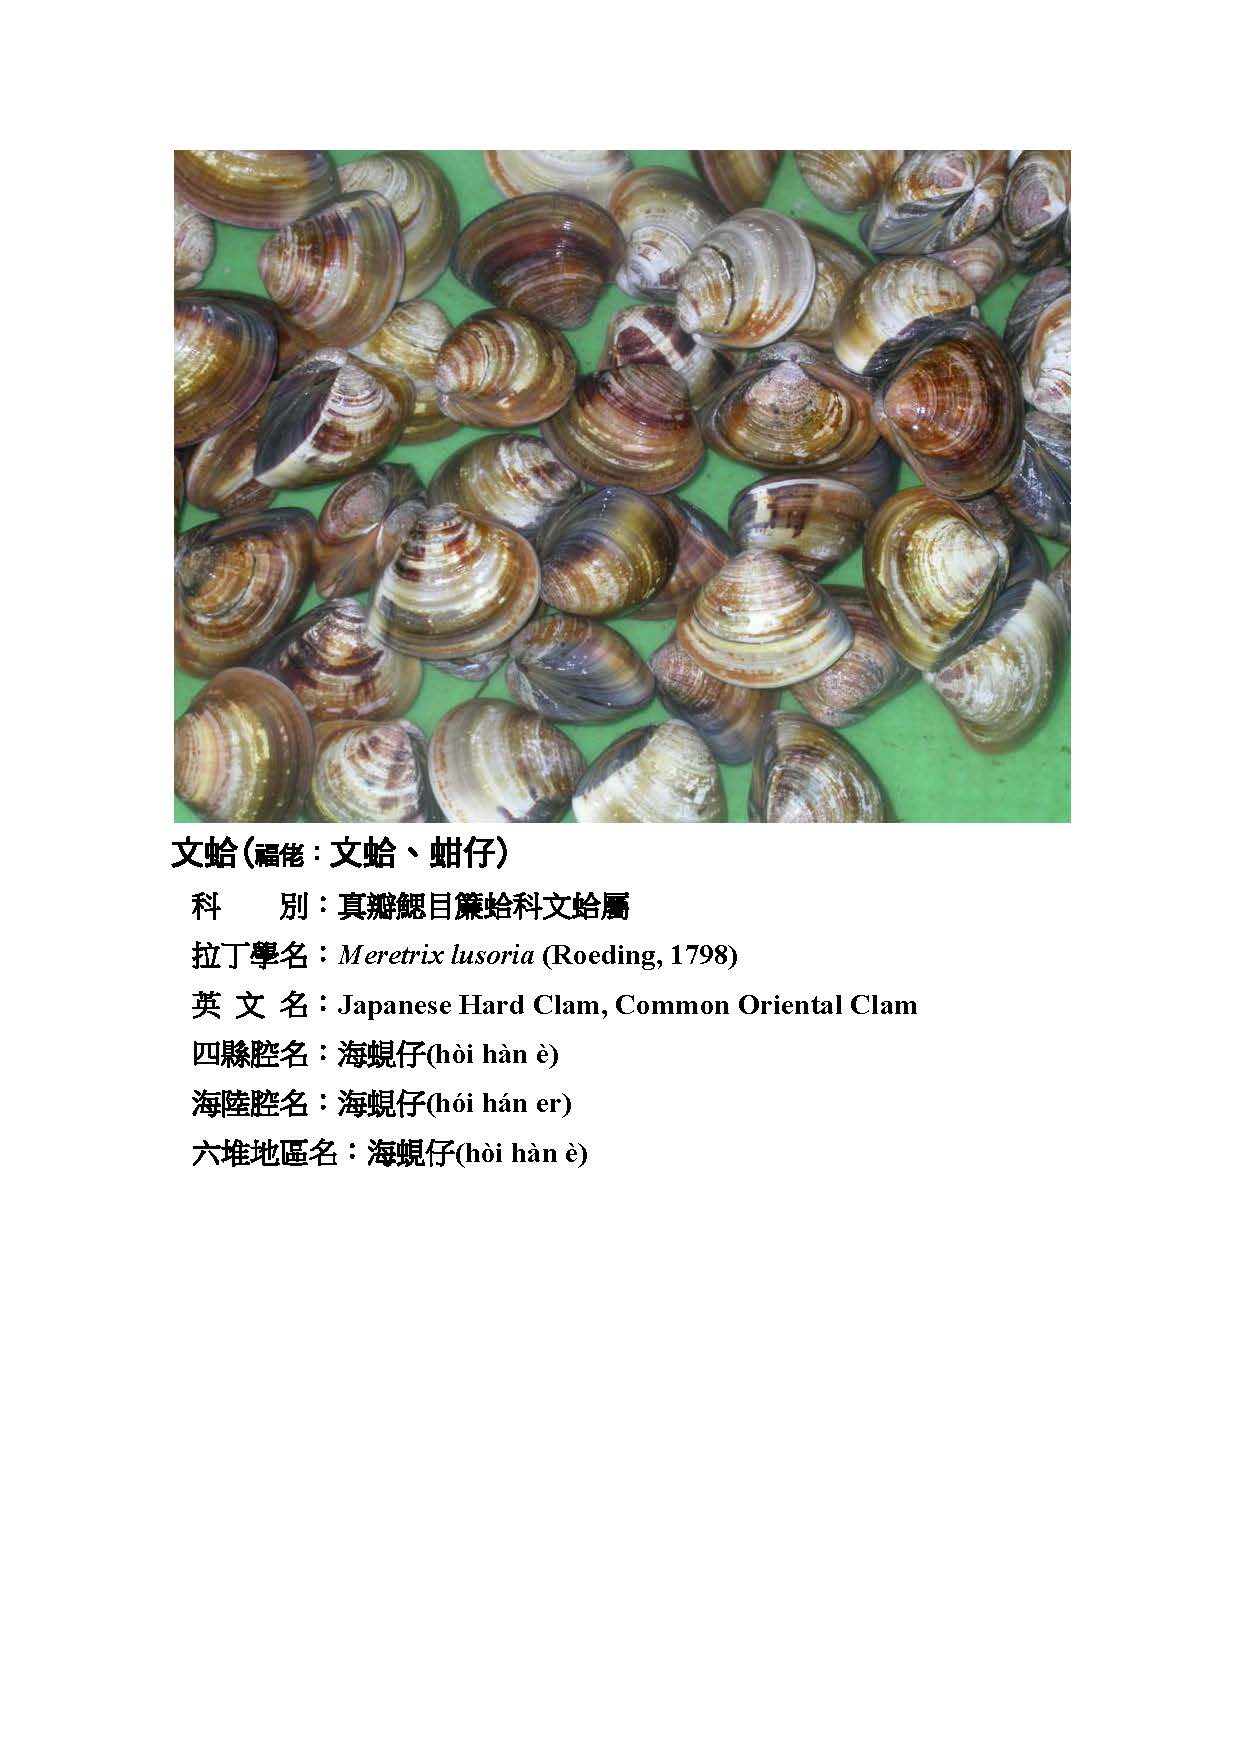 文蛤(福佬：文蛤、蚶仔)
科　　別：真瓣鰓目簾蛤科文蛤屬
拉丁學名：Meretrix lusoria (Roeding, 1798)
英 文 名：Japanese Hard Clam, Common Oriental Clam
四縣腔名：海蜆仔(hòi hàn è)
海陸腔名：海蜆仔(hói hán er)
六堆地區名：海蜆仔(hòi hàn è)